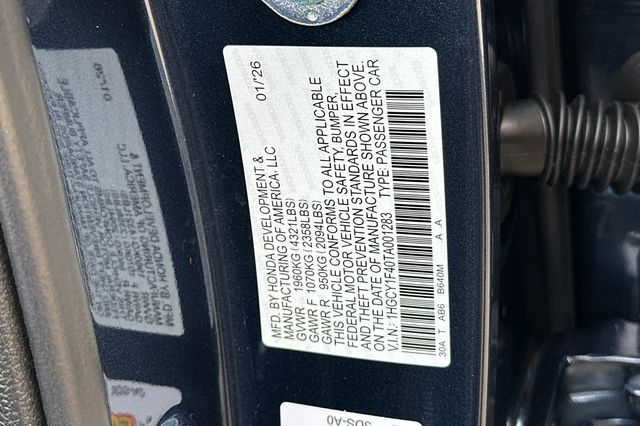 MFD. BY HONDA DEVELOPMENT & 01/'26
MANUFACTURING OF AMERICA, LLC
GVWR 1960KG (4321LBS)
GAWR F 1070KG (2358LBS)
GAWR R 950KG (2094LBS)
THIS VEHICLE CONFORMS TO ALL APPLICABLE
FEDERAL MOTOR VEHICLE SAFETY, BUMPER,
AND THEFT PREVENTION STANDARDS IN EFFECT
ON THE DATE OF MANUFACTURE SHOWN ABOVE.
V.I.N.: 1HGCY1F40TA001283 TYPE: PASSENGER CAR
30A T AB6 B640M A A
SDS-A0